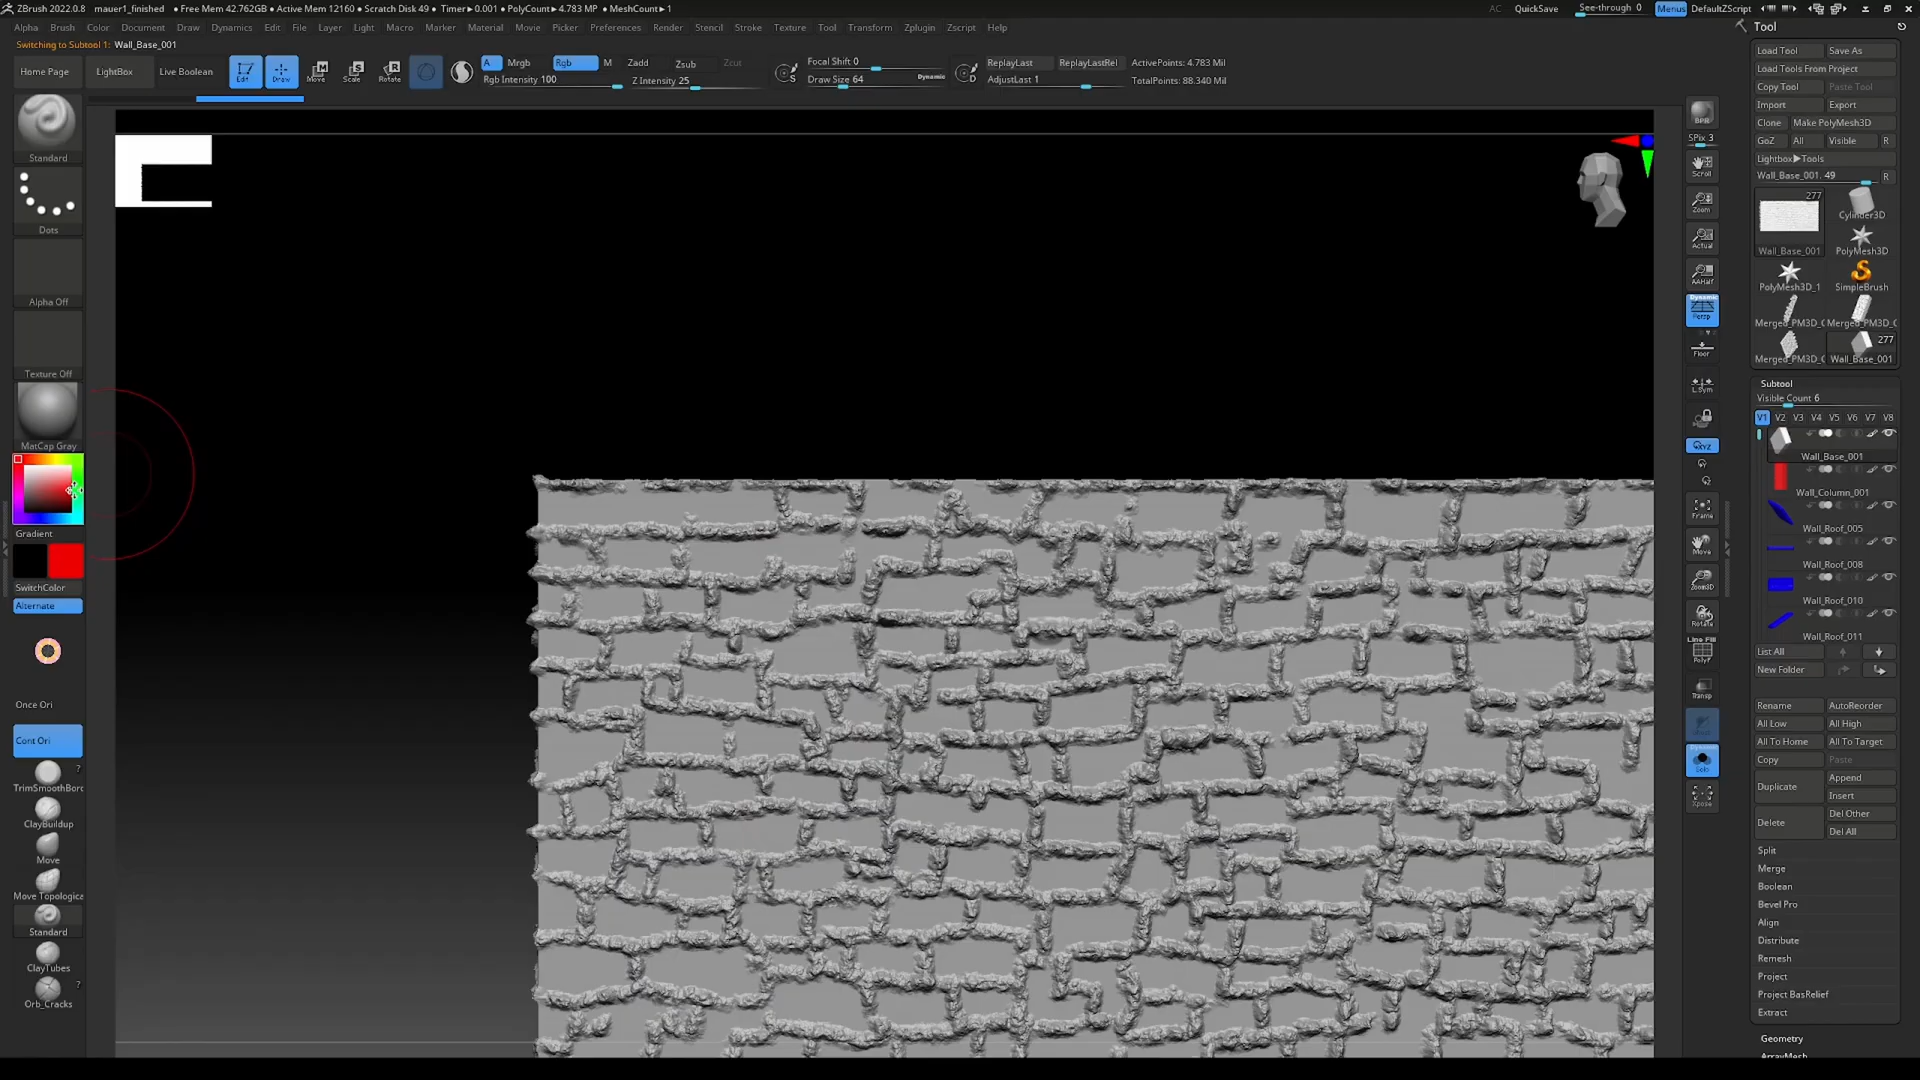 ZBrush 2022.0.8 mauer1_finished • Free Mem 42.762GB • Active Mem 12160 • Scratch Disk 49 • Timer▸0.001 • PolyCount▸4.783 MP • MeshCount▸1
AC QuickSave See-through 0 Menus DefaultZScript
Alpha Brush Color Document Draw Dynamics Edit File Layer Light Macro Marker Material Movie Picker Preferences Render Stencil Stroke Texture Tool Transform Zplugin Zscript Help
Switching to Subtool 1: Wall_Base_001
Home Page LightBox Live Boolean Edit Draw Move Scale Rotate
A Mrgb Rgb M Zadd Zsub Zcut
Rgb Intensity 100 Z Intensity 25
Focal Shift 0
Draw Size 64 Dynamic
S D
ReplayLast ReplayLastRel ActivePoints: 4.783 Mil
AdjustLast 1 TotalPoints: 88.340 Mil
Standard
Dots
Alpha Off
Texture Off
MatCap Gray
Gradient
SwitchColor
Alternate
Once Ori
Cont Ori
TrimSmoothBorc
ClayBuildup
Move
Move Topologica
Standard
ClayTubes
Orb_Cracks
BPR
SPix 3
Scroll
Zoom
Actual
AAHalf
Dynamic
Persp
Floor
L.Sym
XYZ
Frame
Move
Zoom3D
Rotate
Line Fill
PolyF
Transp
Dynamic
Solo
Xpose
Tool
Load Tool Save As
Load Tools From Project
Copy Tool Paste Tool
Import Export
Clone Make PolyMesh3D
GoZ All Visible R
Lightbox▸Tools
Wall_Base_001. 49 R
277
Cylinder3D
Wall_Base_001 PolyMesh3D
PolyMesh3D_1 SimpleBrush
Merged_PM3D_C Merged_PM3D_C
277
Merged_PM3D_C Wall_Base_001
Subtool
Visible Count 6
V1 V2 V3 V4 V5 V6 V7 V8
Wall_Base_001
Wall_Column_001
Wall_Roof_005
Wall_Roof_008
Wall_Roof_010
Wall_Roof_011
List All
New Folder
Rename AutoReorder
All Low All High
All To Home All To Target
Copy Paste
Duplicate Append
Insert
Delete Del Other
Del All
Split
Merge
Boolean
Bevel Pro
Align
Distribute
Remesh
Project
Project BasRelief
Extract
Geometry
ArrayMesh